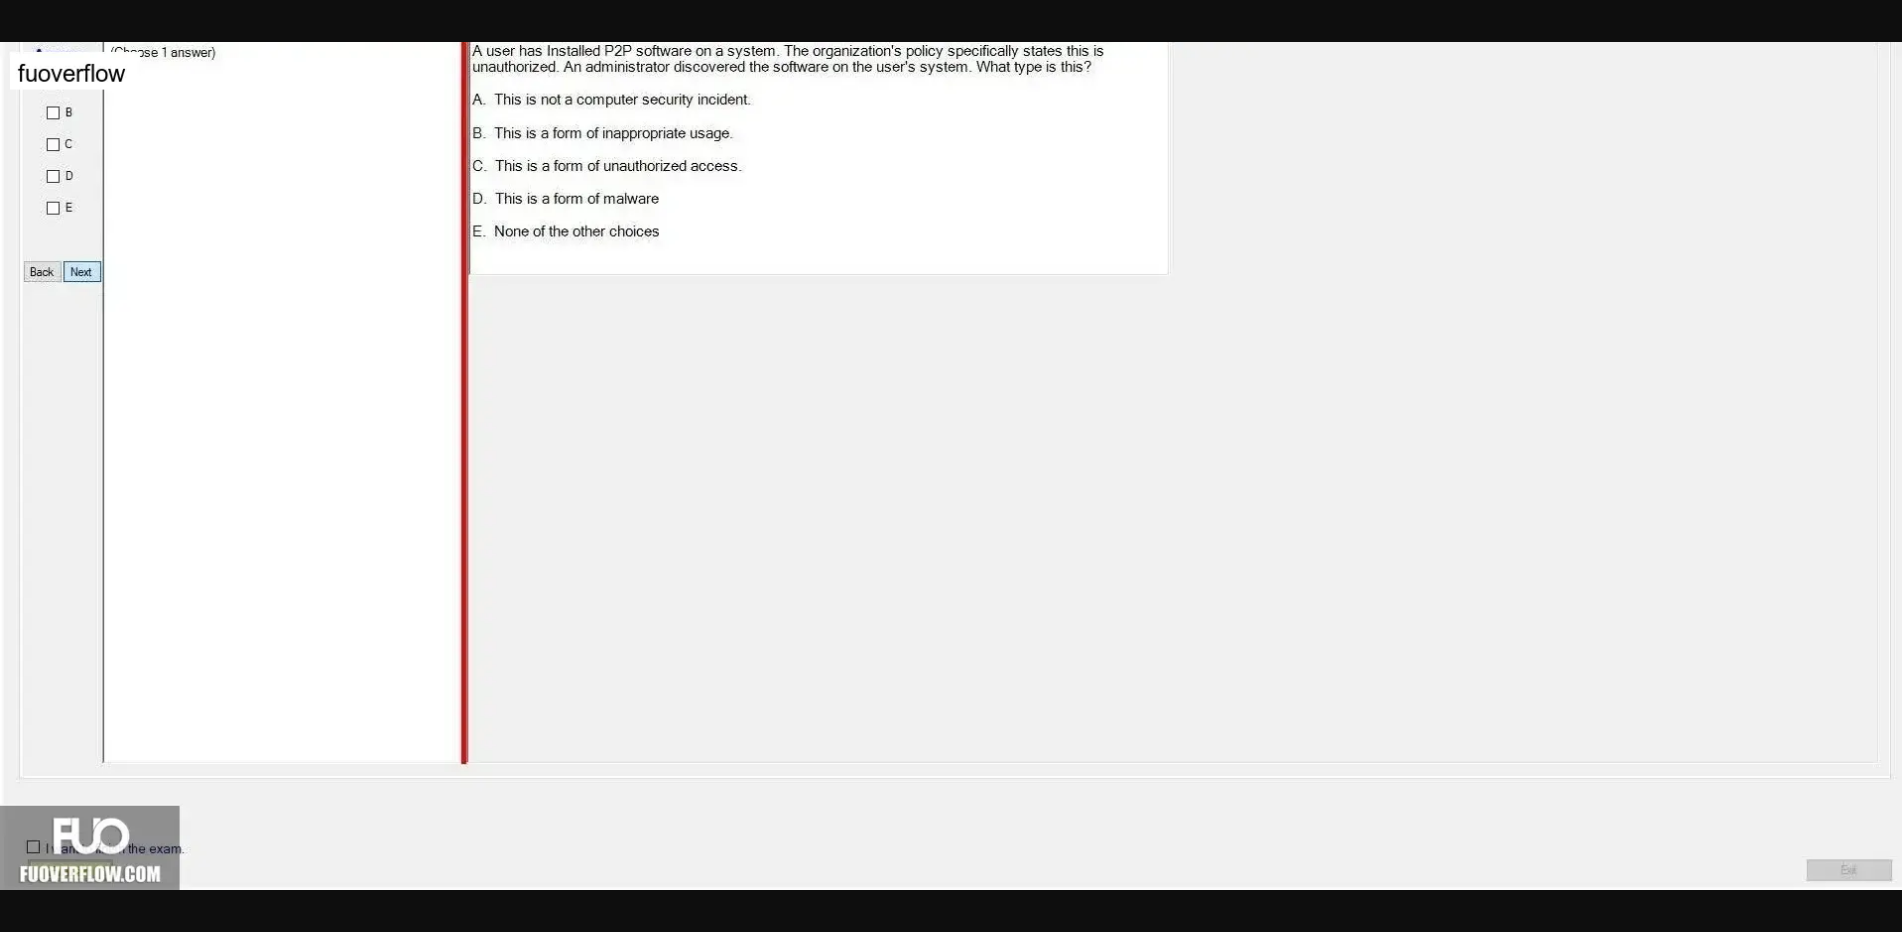 (Choose 1 answer)
fuoverflow
B
C
D
E
Back Next
A user has Installed P2P software on a system. The organization's policy specifically states this is
unauthorized. An administrator discovered the software on the user's system. What type is this?
A. This is not a computer security incident.
B. This is a form of inappropriate usage.
C. This is a form of unauthorized access.
D. This is a form of malware
E. None of the other choices
FUO
I the exam.
FUOVERFLOW.COM
Exit